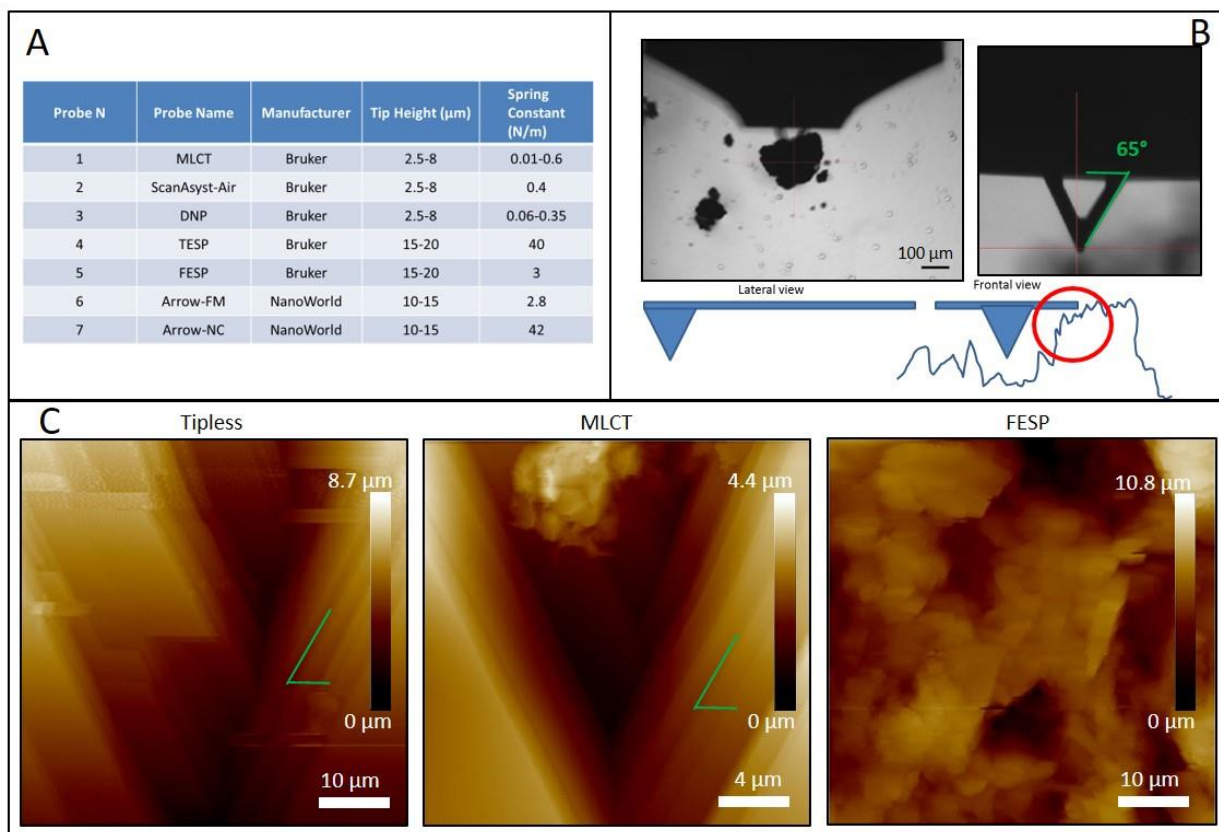 A
Probe N Probe Name Manufacturer Tip Height (μm) Spring Constant (N/m)
1 MLCT Bruker 2.5-8 0.01-0.6
2 ScanAsyst-Air Bruker 2.5-8 0.4
3 DNP Bruker 2.5-8 0.06-0.35
4 TESP Bruker 15-20 40
5 FESP Bruker 15-20 3
6 Arrow-FM NanoWorld 10-15 2.8
7 Arrow-NC NanoWorld 10-15 42
B
65°
100 μm
Lateral view
Frontal view
C
Tipless
8.7 μm
0 μm
10 μm
MLCT
4.4 μm
0 μm
4 μm
FESP
10.8 μm
0 μm
10 μm